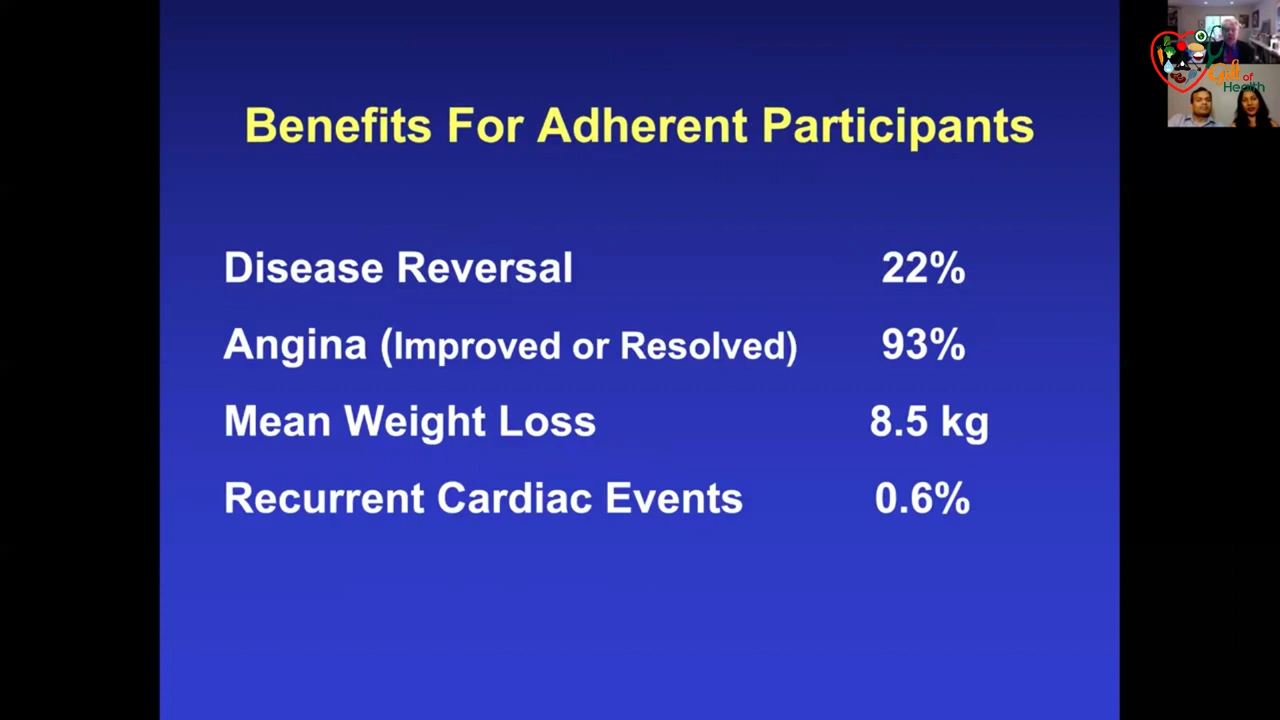 Benefits For Adherent Participants
Disease Reversal 22%
Angina (Improved or Resolved) 93%
Mean Weight Loss 8.5 kg
Recurrent Cardiac Events 0.6%
Gift of Health